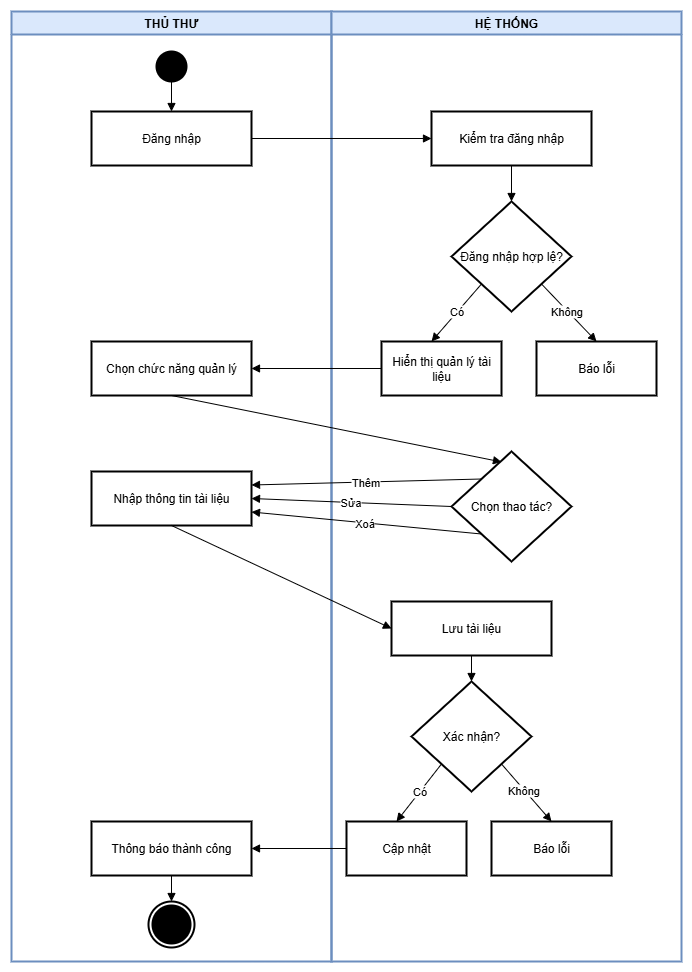 THỦ THƯ
HỆ THỐNG
Đăng nhập
Kiểm tra đăng nhập
Đăng nhập hợp lệ?
Có
Không
Chọn chức năng quản lý
Hiển thị quản lý tài
liệu
Báo lỗi
Thêm
Nhập thông tin tài liệu
Sửa
Chọn thao tác?
Xoá
Lưu tài liệu
Xác nhận?
Có
Không
Thông báo thành công
Cập nhật
Báo lỗi